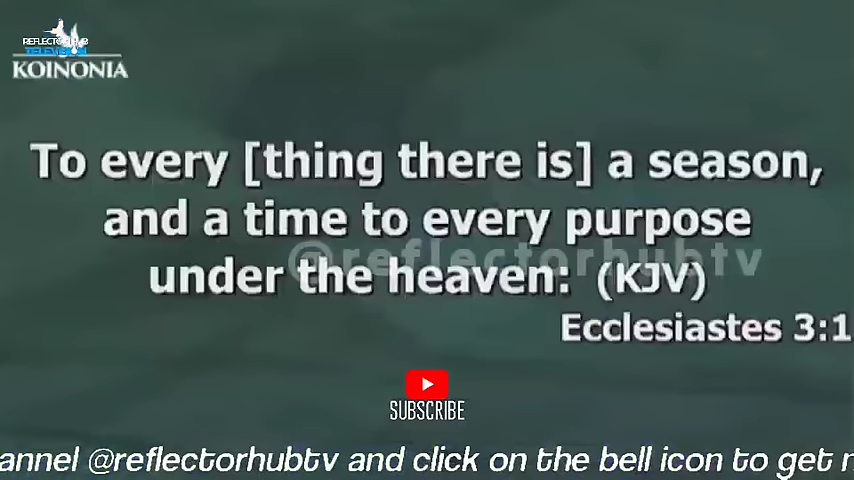 REFLECTOR HUB
TELEVISION
KOINONIA
To every [thing there is] a season,
and a time to every purpose
@reflectorhubtv
under the heaven: (KJV)
Ecclesiastes 3:1
SUBSCRIBE
annel @reflectorhubtv and click on the bell icon to get